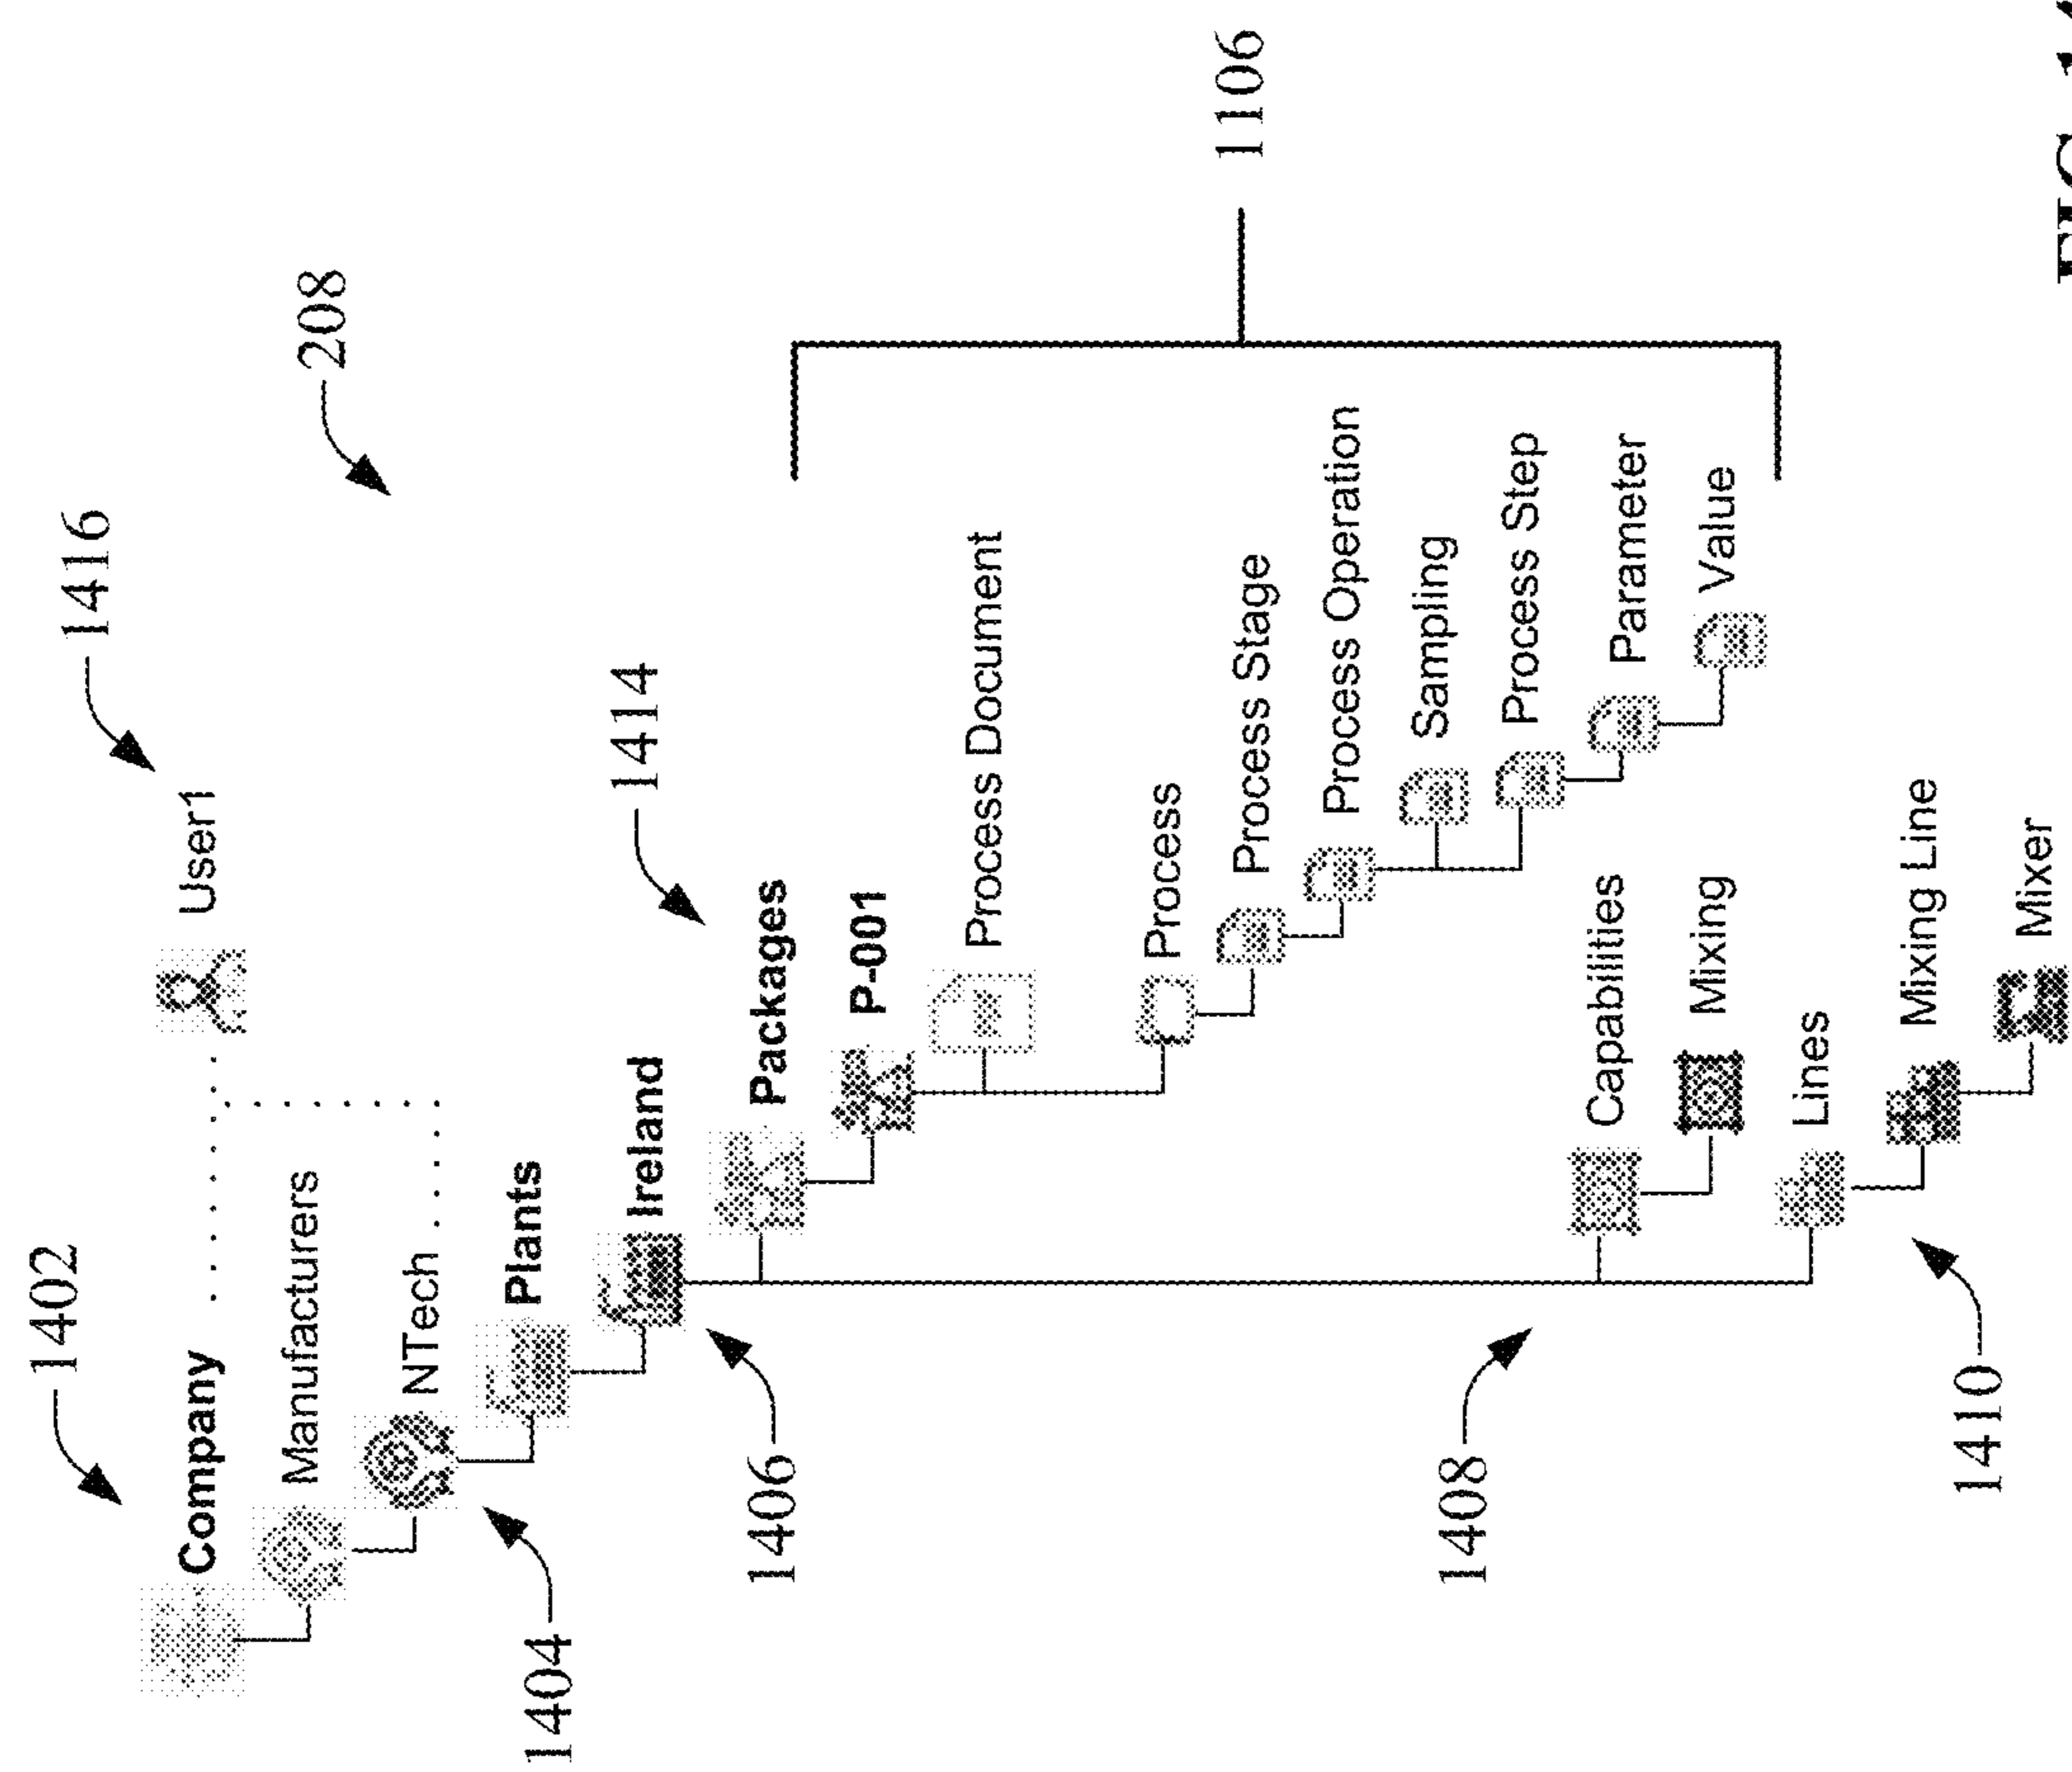 1402
1416
208
Company
User1
Manufacturers
NTech
1404
Plants
Ireland
1406
1414
Packages
P-001
Process Document
Process
Process Stage
Process Operation
Sampling
Process Step
Parameter
Value
1106
1408
Capabilities
Mixing
Lines
1410
Mixing Line
Mixer